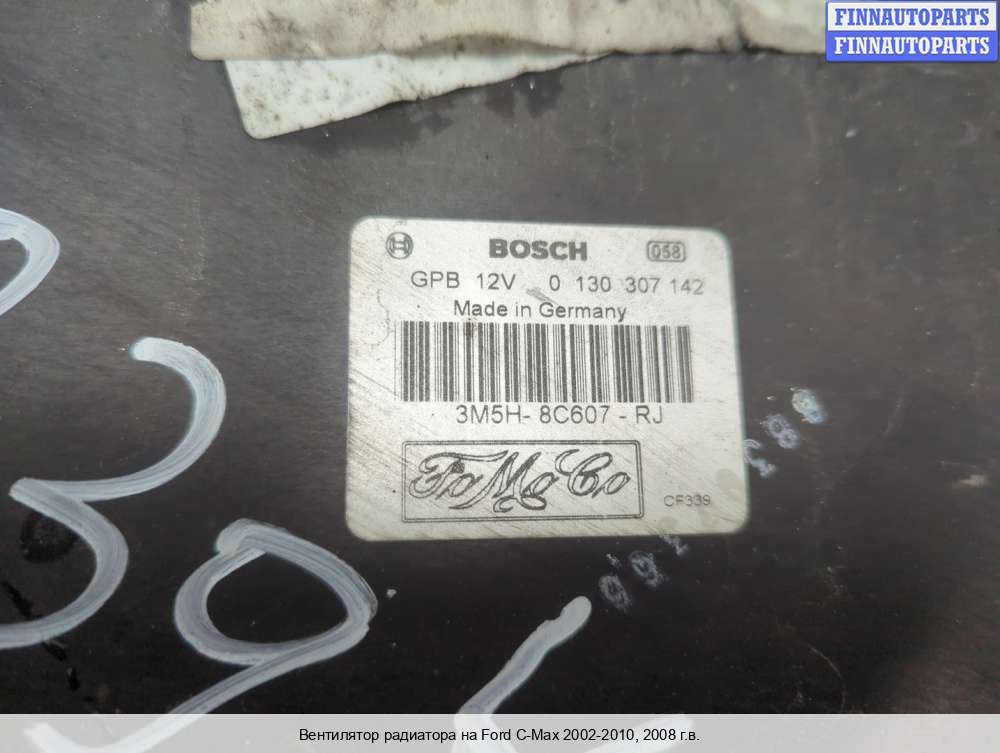 FINNAUTOPARTS
FINNAUTOPARTS
BOSCH 058
GPB 12V 0 130 307 142
Made in Germany
3M5H- 8C607 - RJ
FoMoCo
CF339
39
Вентилятор радиатора на Ford C-Max 2002-2010, 2008 г.в.